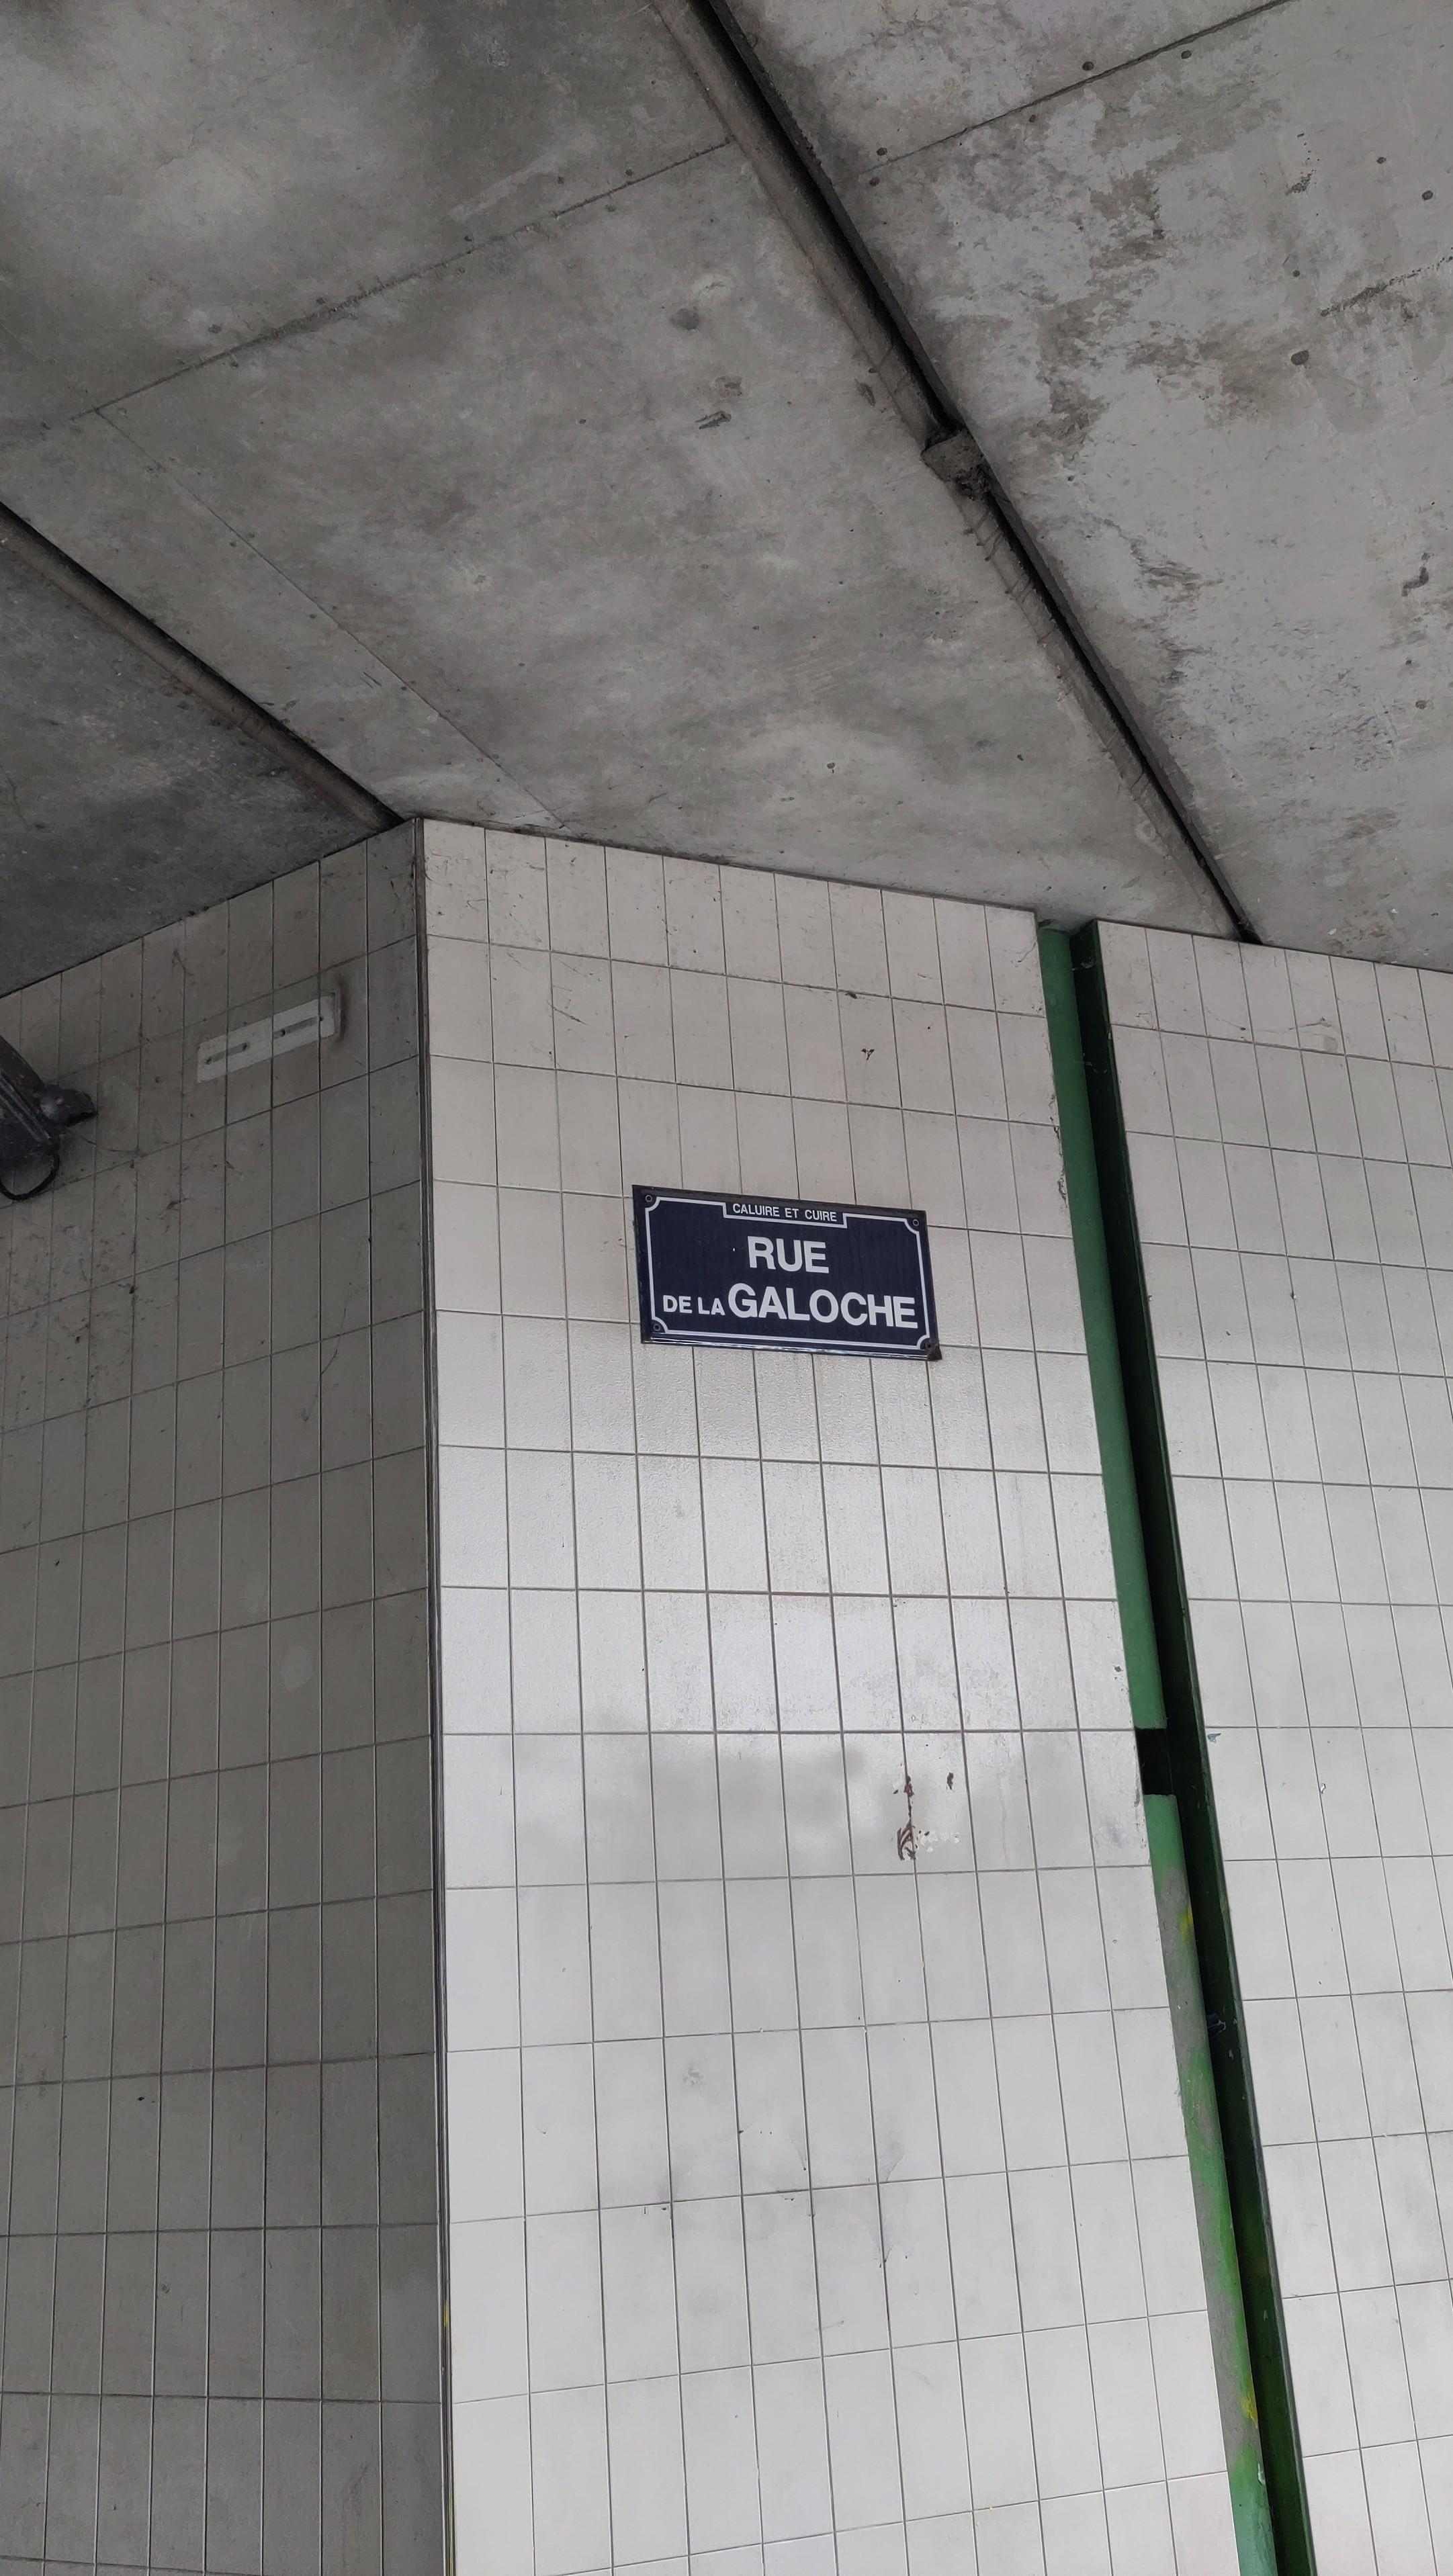 CALUIRE ET CUIRE
RUE
DE LA GALOCHE